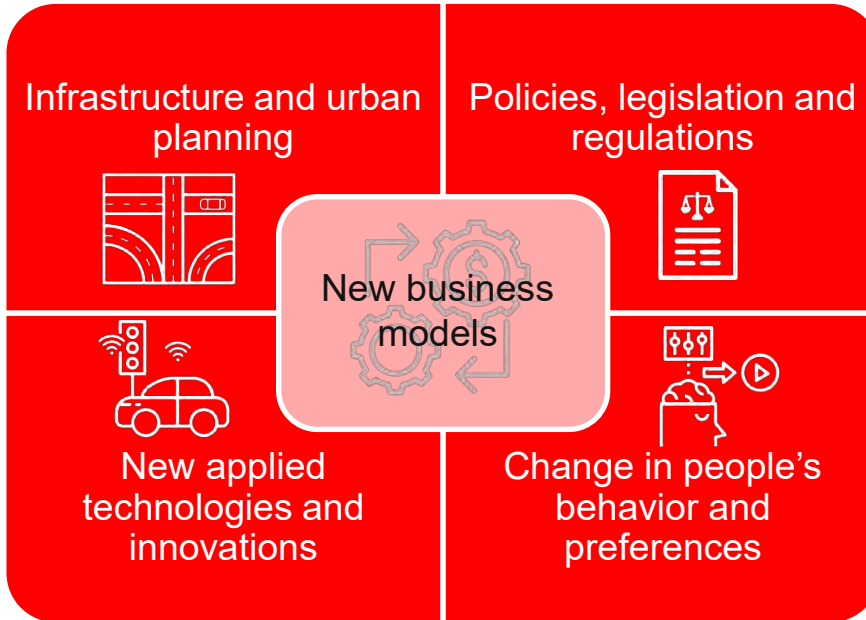 Infrastructure and urban
planning
Policies, legislation and
regulations
$
New business
models
New applied
technologies and
innovations
Change in people’s
behavior and
preferences